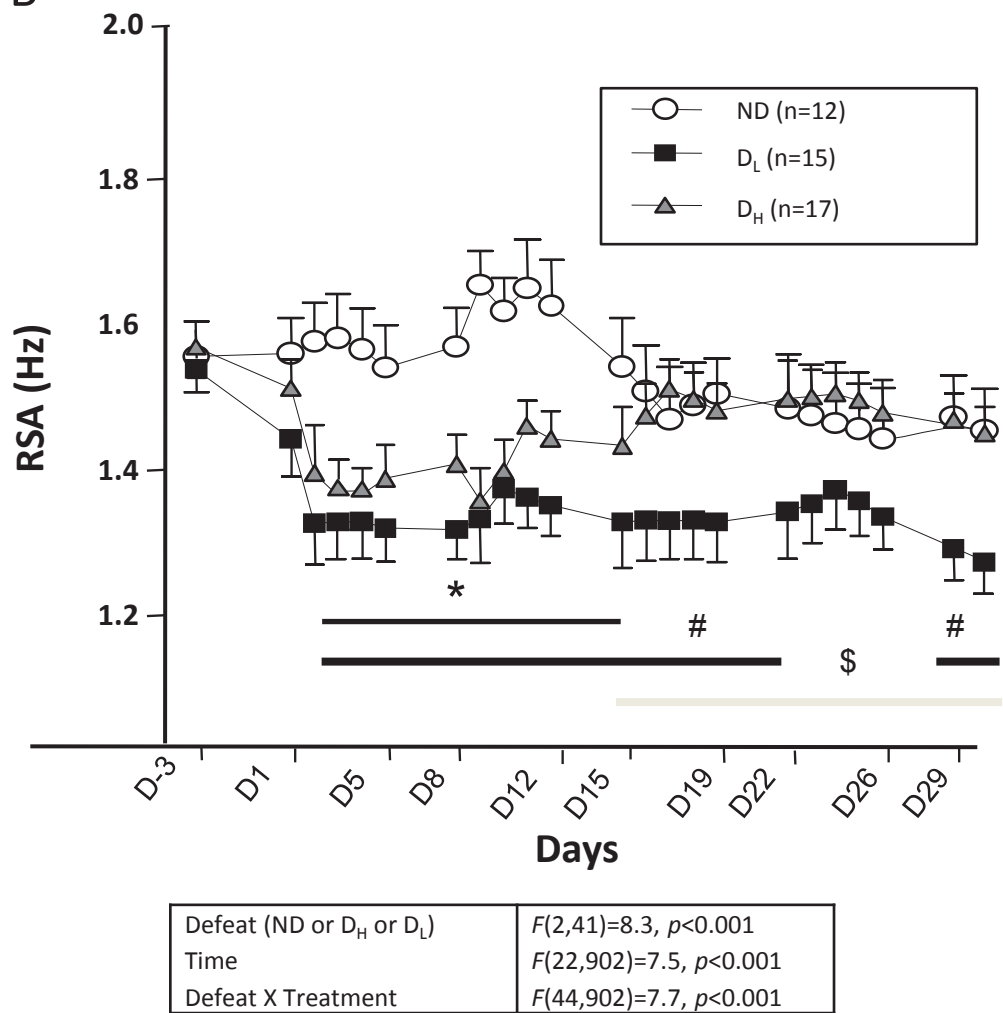 B
2.0
ND (n=12)
1.8
DL (n=15)
DH (n=17)
1.6
RSA (Hz)
1.4
*
1.2
# #
$
D-3 D1 D5 D8 D12 D15 D19 D22 D26 D29
Days
Defeat (ND or DH or DL) F(2,41)=8.3, p<0.001
Time F(22,902)=7.5, p<0.001
Defeat X Treatment F(44,902)=7.7, p<0.001